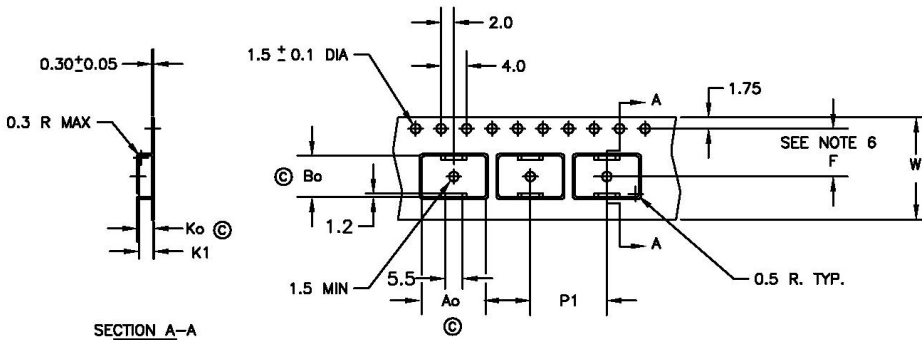 2.0
1.5 ± 0.1 DIA
4.0
0.30±0.05
1.75
A
0.3 R MAX
SEE NOTE 6
F
W
Ⓒ Bo
1.2
Ko Ⓒ
K1
A
5.5
1.5 MIN
Ao
P1
0.5 R. TYP.
Ⓒ
SECTION A-A